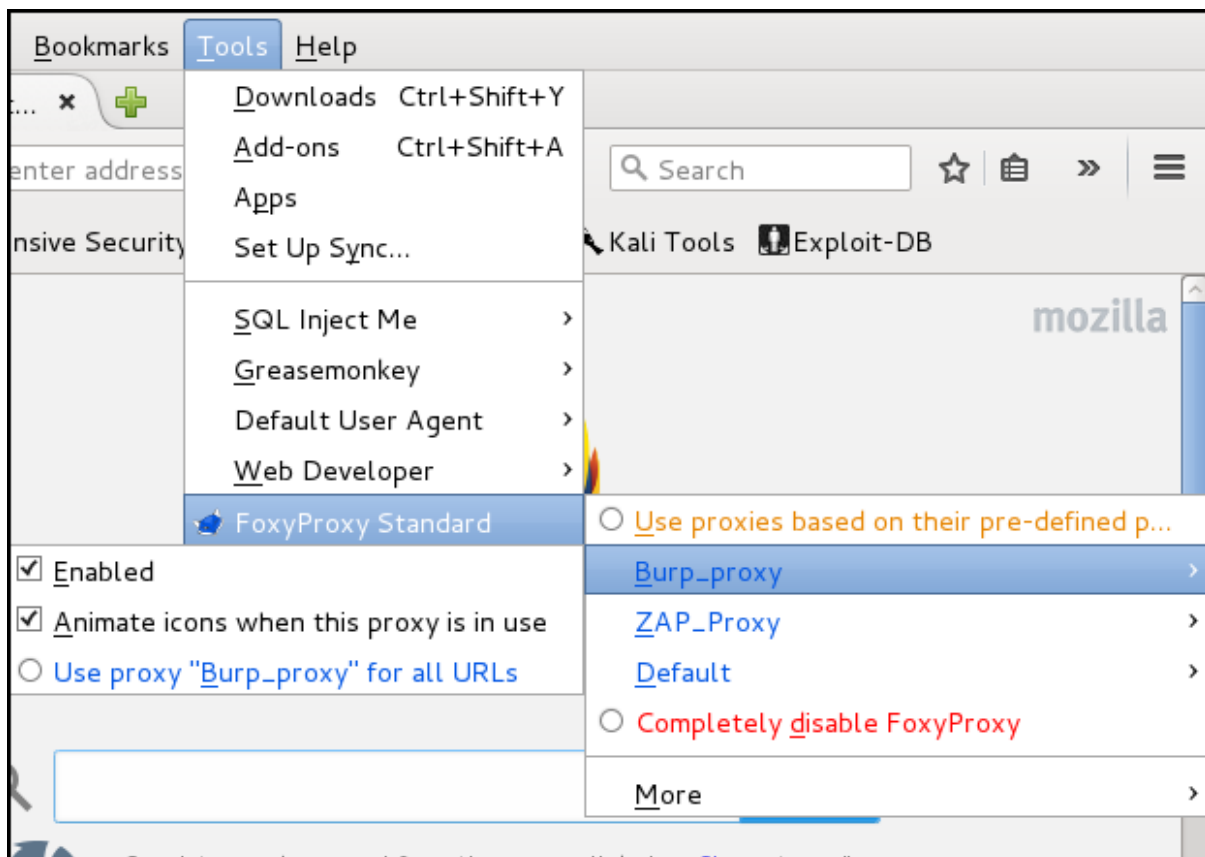 Bookmarks Tools Help
... ×
enter address
Search
nsive Security
Kali Tools Exploit-DB
mozilla
Downloads Ctrl+Shift+Y
Add-ons Ctrl+Shift+A
Apps
Set Up Sync...
SQL Inject Me
Greasemonkey
Default User Agent
Web Developer
FoxyProxy Standard
Use proxies based on their pre-defined p...
Burp_proxy
ZAP_Proxy
Default
Completely disable FoxyProxy
More
Enabled
Animate icons when this proxy is in use
Use proxy "Burp_proxy" for all URLs